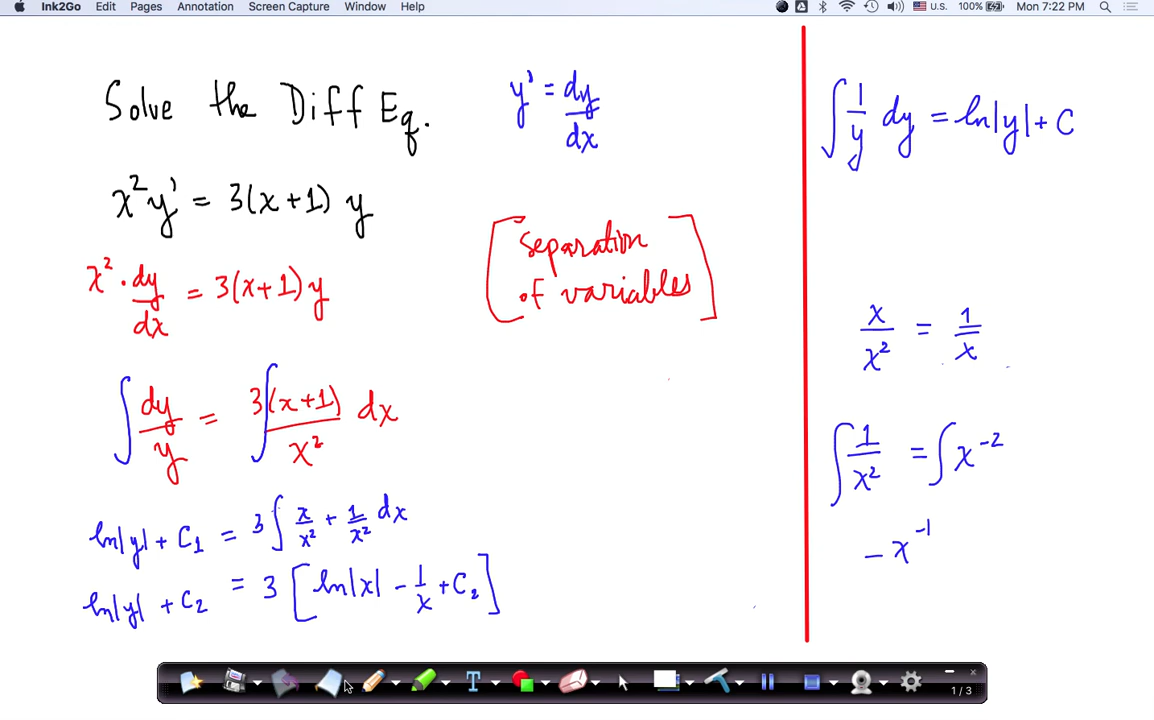 Ink2Go Edit Pages Annotation Screen Capture Window Help U.S. 100% Mon 7:22 PM
Solve the Diff Eq.
y' = dy/dx
x² y' = 3(x+1) y
x² · dy/dx = 3(x+1) y
[separation
of variables]
∫ dy/y = 3∫ (x+1)/x² dx
ln|y| + C₁ = 3 ∫ x/x² + 1/x² dx
ln|y| + C₂ = 3 [ln|x| - 1/x + C₂]
∫ 1/y dy = ln|y| + C
x/x² = 1/x
∫ 1/x² = ∫ x⁻²
- x⁻¹
T
1 / 3